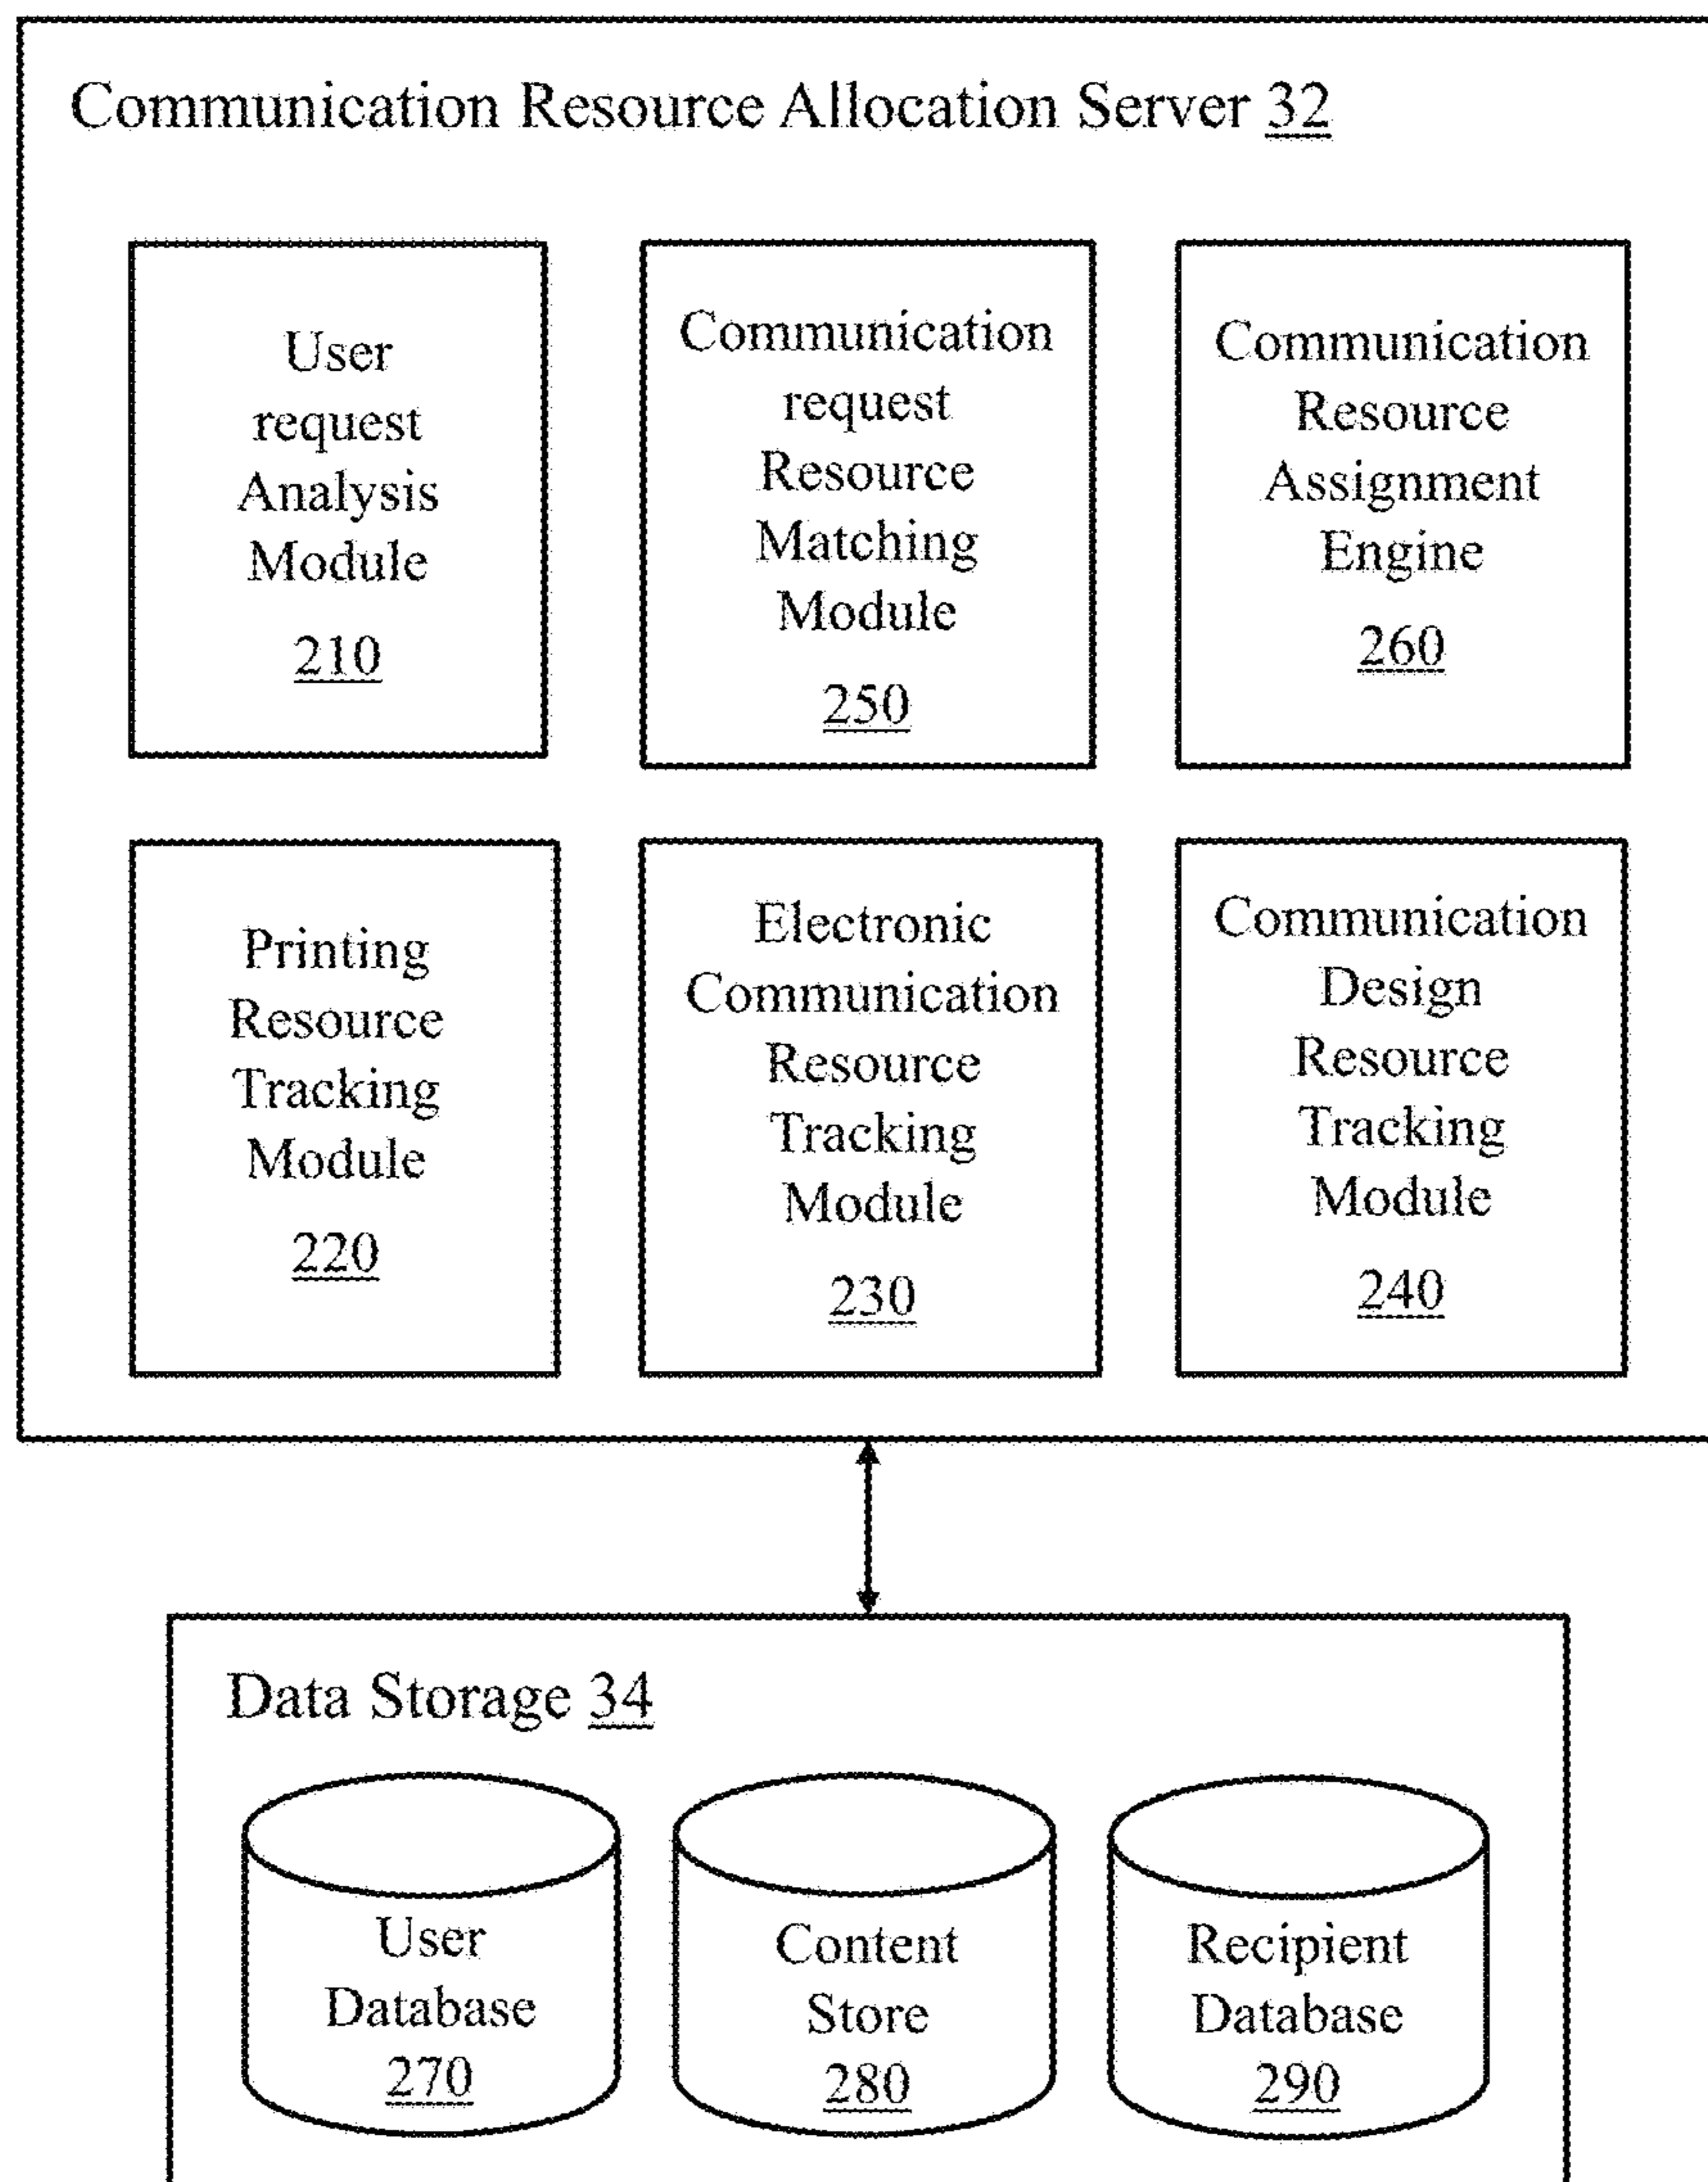 Communication Resource Allocation Server 32
User
request
Analysis
Module
210
Communication
request
Resource
Matching
Module
250
Communication
Resource
Assignment
Engine
260
Printing
Resource
Tracking
Module
220
Electronic
Communication
Resource
Tracking
Module
230
Communication
Design
Resource
Tracking
Module
240
Data Storage 34
User
Database
270
Content
Store
280
Recipient
Database
290